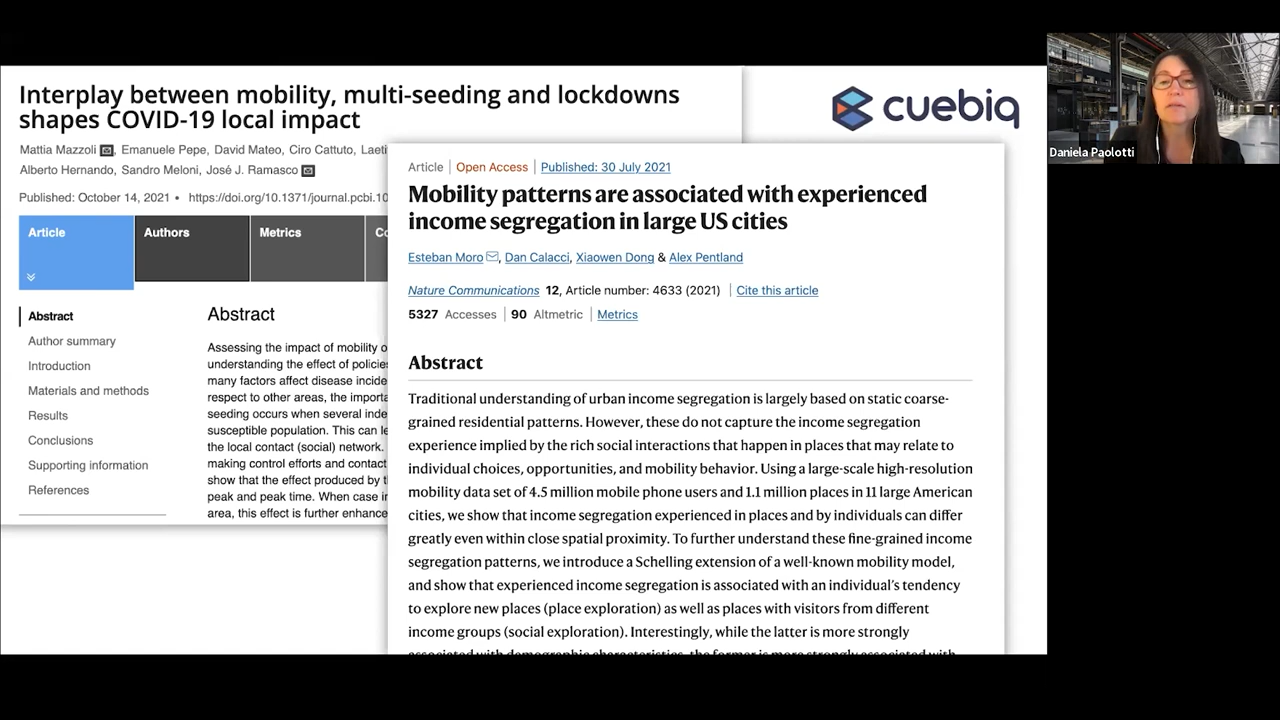 Interplay between mobility, multi-seeding and lockdowns
shapes COVID-19 local impact
Mattia Mazzoli, Emanuele Pepe, David Mateo, Ciro Cattuto, Laeti
Alberto Hernando, Sandro Meloni, José J. Ramasco
Published: October 14, 2021 • https://doi.org/10.1371/journal.pcbi.10
Article
Authors
Metrics
Co
Abstract
Author summary
Introduction
Materials and methods
Results
Conclusions
Supporting information
References
Abstract
Assessing the impact of mobility o
understanding the effect of policies
many factors affect disease incide
respect to other areas, the importa
seeding occurs when several inde
susceptible population. This can le
the local contact (social) network.
making control efforts and contact
show that the effect produced by t
peak and peak time. When case in
area, this effect is further enhance
cuebiq
Article | Open Access | Published: 30 July 2021
Mobility patterns are associated with experienced
income segregation in large US cities
Esteban Moro, Dan Calacci, Xiaowen Dong & Alex Pentland
Nature Communications 12, Article number: 4633 (2021) | Cite this article
5327 Accesses | 90 Altmetric | Metrics
Abstract
Traditional understanding of urban income segregation is largely based on static coarse-
grained residential patterns. However, these do not capture the income segregation
experience implied by the rich social interactions that happen in places that may relate to
individual choices, opportunities, and mobility behavior. Using a large-scale high-resolution
mobility data set of 4.5 million mobile phone users and 1.1 million places in 11 large American
cities, we show that income segregation experienced in places and by individuals can differ
greatly even within close spatial proximity. To further understand these fine-grained income
segregation patterns, we introduce a Schelling extension of a well-known mobility model,
and show that experienced income segregation is associated with an individual's tendency
to explore new places (place exploration) as well as places with visitors from different
income groups (social exploration). Interestingly, while the latter is more strongly
associated with demographic characteristics, the former is more strongly associated with
Daniela Paolotti